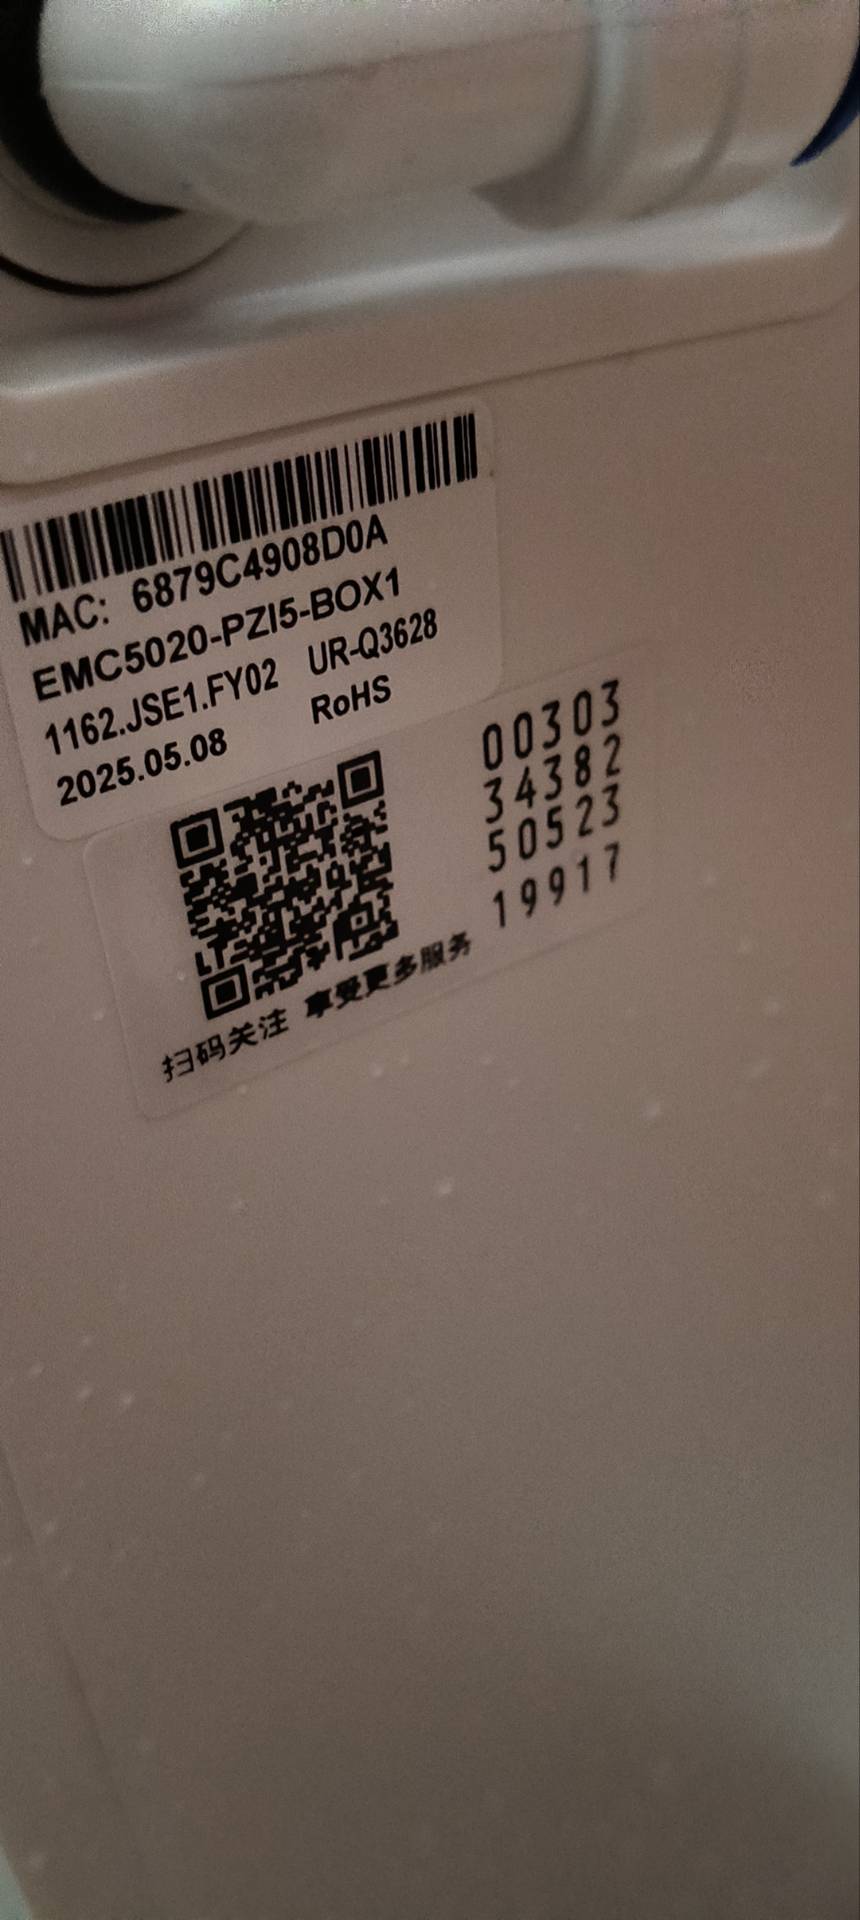 MAC: 6879C4908D0A
EMC5020-PZI5-BOX1
1162.JSE1.FY02 UR-Q3628
2025.05.08 RoHS
00303
34382
50523
19917
扫码关注 享受更多服务